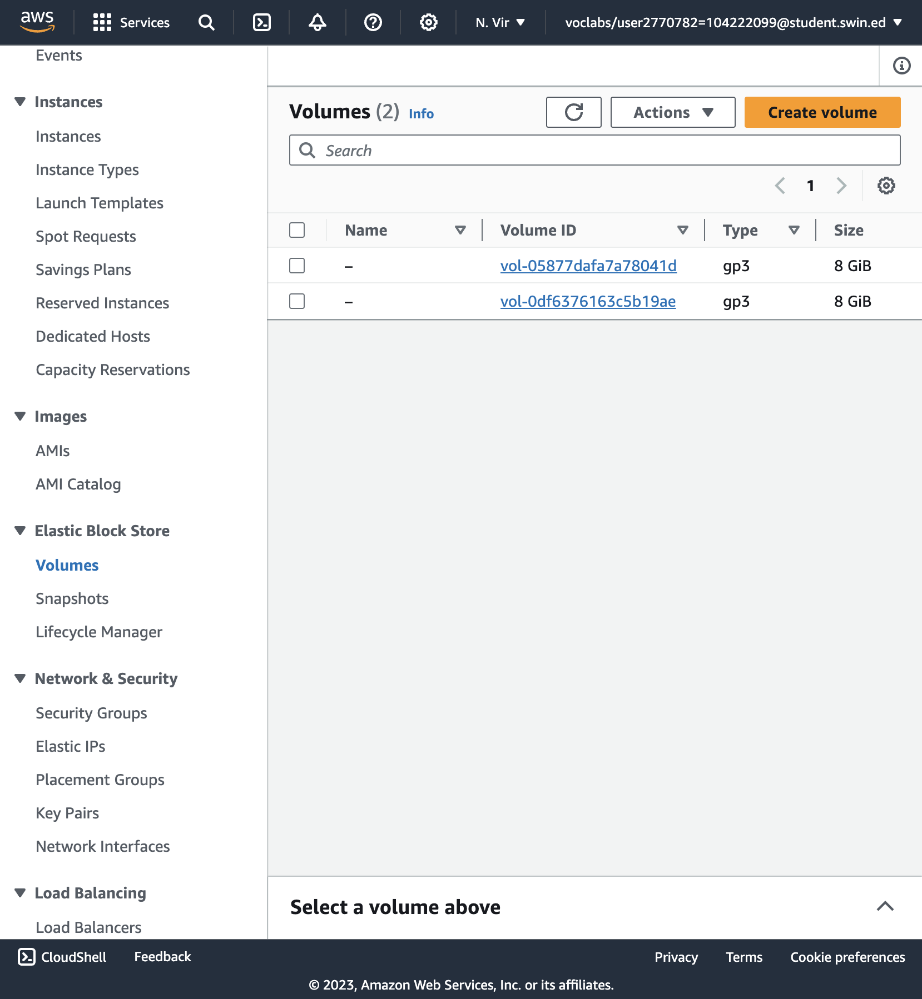 aws
Services
N. Vir
voclabs/user2770782=104222099@student.swin.ed
Events
Instances
Instances
Instance Types
Launch Templates
Spot Requests
Savings Plans
Reserved Instances
Dedicated Hosts
Capacity Reservations
Images
AMIs
AMI Catalog
Elastic Block Store
Volumes
Snapshots
Lifecycle Manager
Network & Security
Security Groups
Elastic IPs
Placement Groups
Key Pairs
Network Interfaces
Load Balancing
Load Balancers
Volumes (2) Info
Actions
Create volume
Search
1
Name Volume ID Type Size
– vol-05877dafa7a78041d gp3 8 GiB
– vol-0df6376163c5b19ae gp3 8 GiB
Select a volume above
CloudShell Feedback Privacy Terms Cookie preferences
© 2023, Amazon Web Services, Inc. or its affiliates.